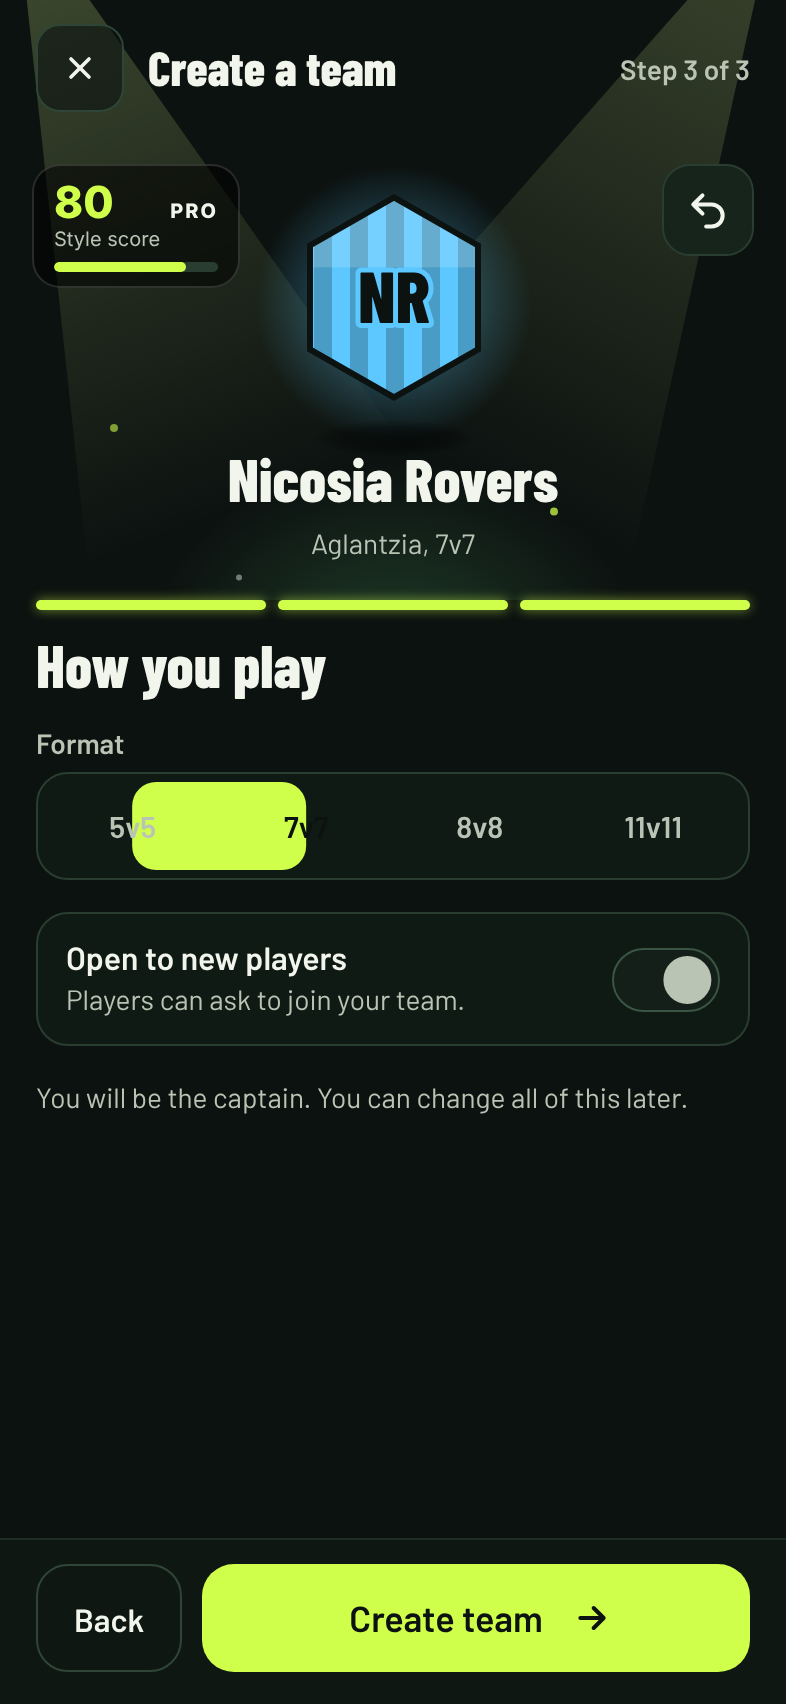 Create a team
Step 3 of 3
80 PRO
Style score
NR
Nicosia Rovers
Aglantzia, 7v7
How you play
Format
5v5 7v7 8v8 11v11
Open to new players
Players can ask to join your team.
You will be the captain. You can change all of this later.
Back
Create team